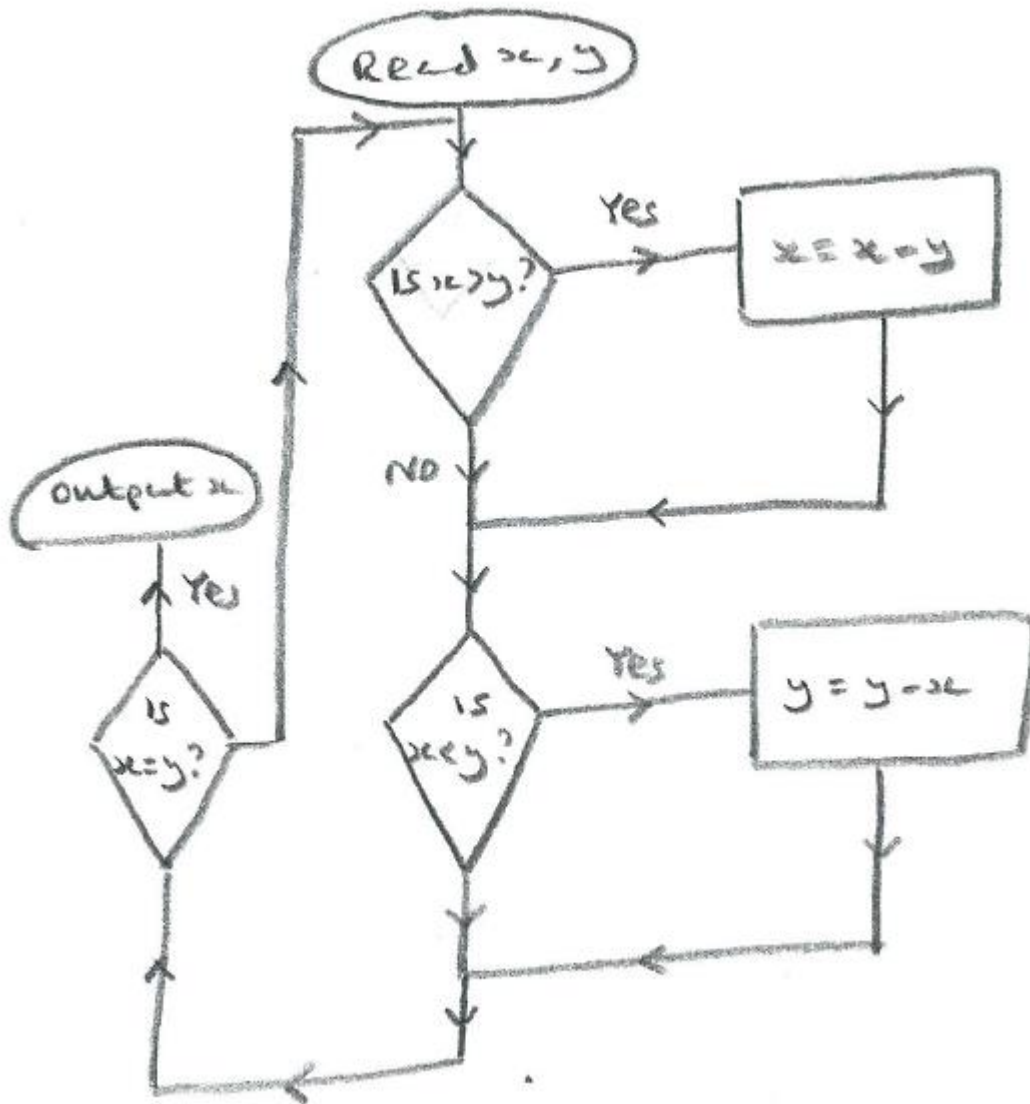 Read x, y
Is x>y?
Yes
x = x - y
NO
Output x
Yes
Is
x=y?
Is
x<y?
Yes
y = y - x